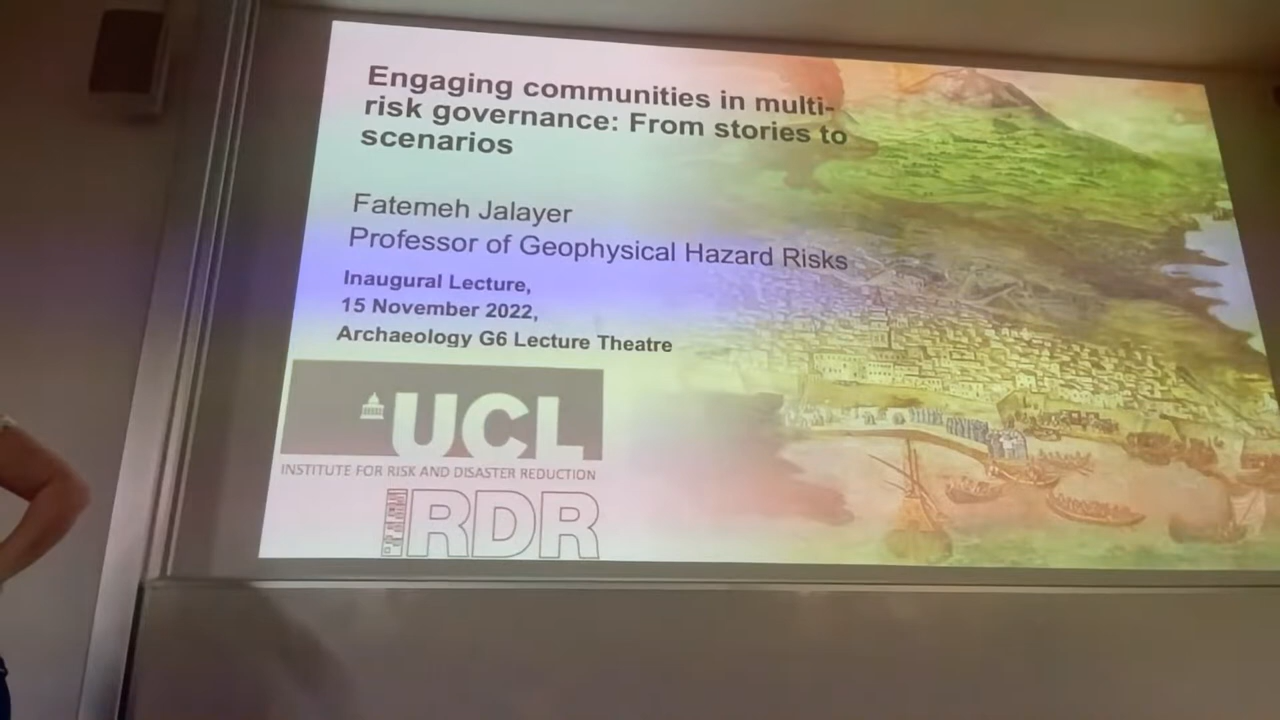 Engaging communities in multi-
risk governance: From stories to
scenarios
Fatemeh Jalayer
Professor of Geophysical Hazard Risks
Inaugural Lecture,
15 November 2022,
Archaeology G6 Lecture Theatre
UCL
INSTITUTE FOR RISK AND DISASTER REDUCTION
IRDR